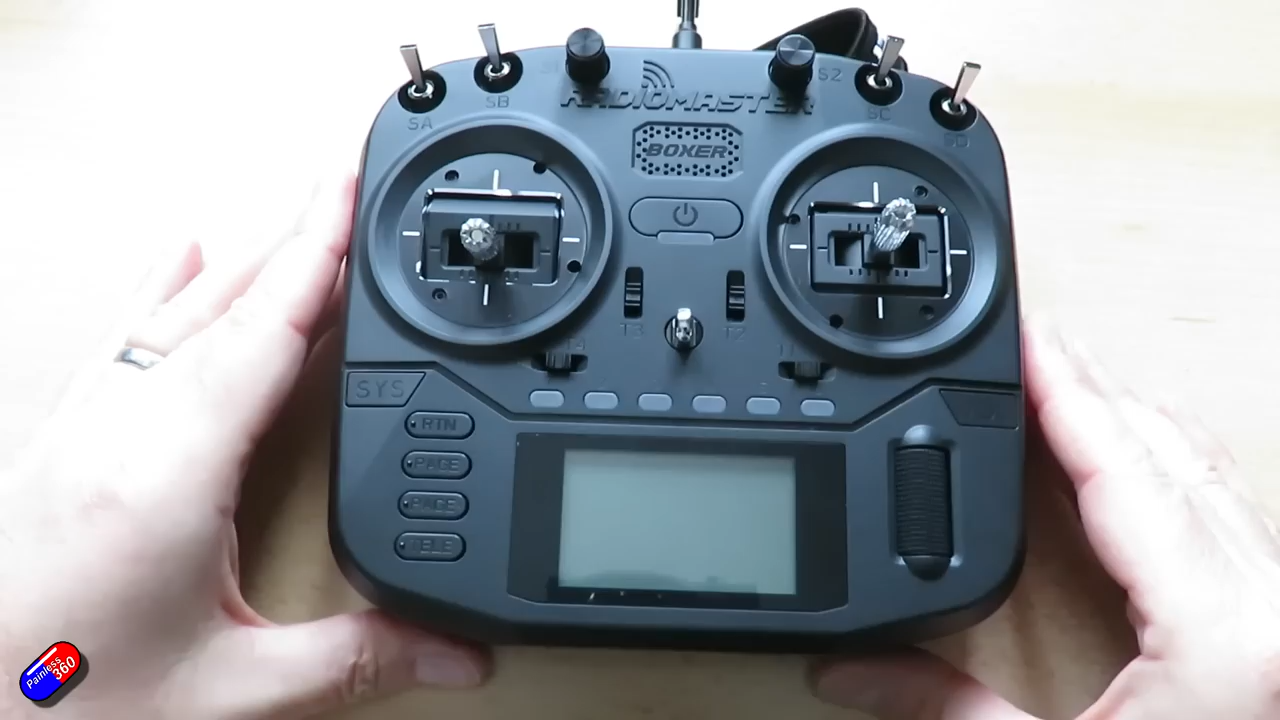 SB
S2
SA
RADIOMASTER
SC
BOXER
T3
T2
SYS
RTN
PAGE
PAGE
TELE
Painless
360